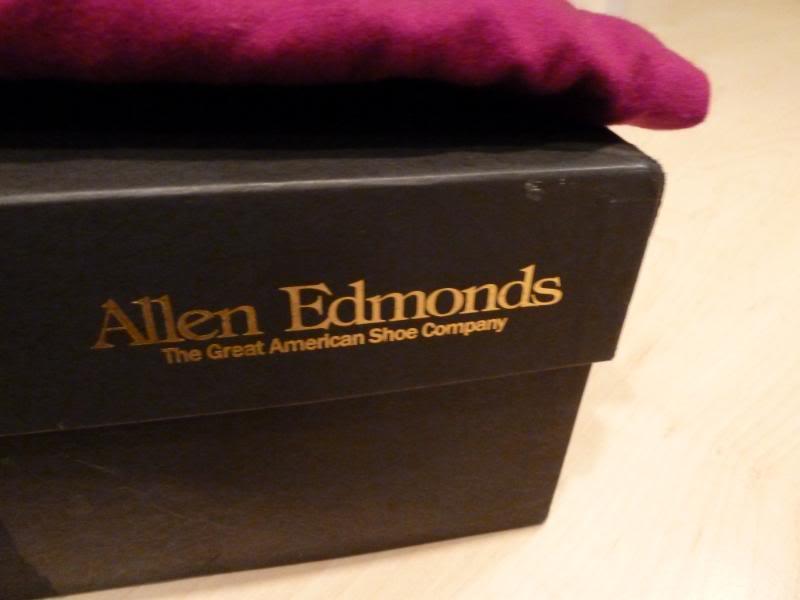 Allen Edmonds
The Great American Shoe Company